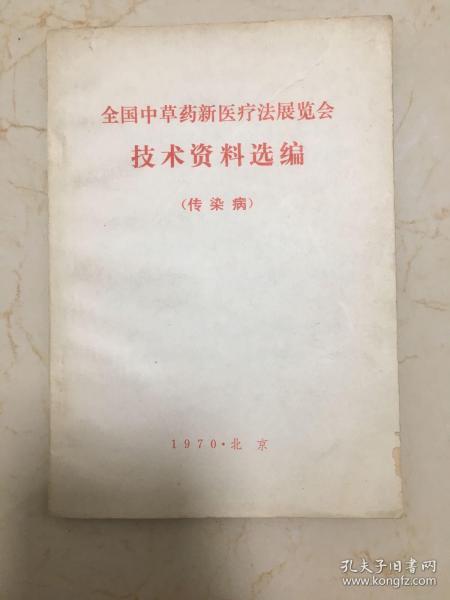 全国中草药新医疗法展览会
技术资料选编
（传染病）
1970·北京
孔夫子旧书网
www.kongfz.com